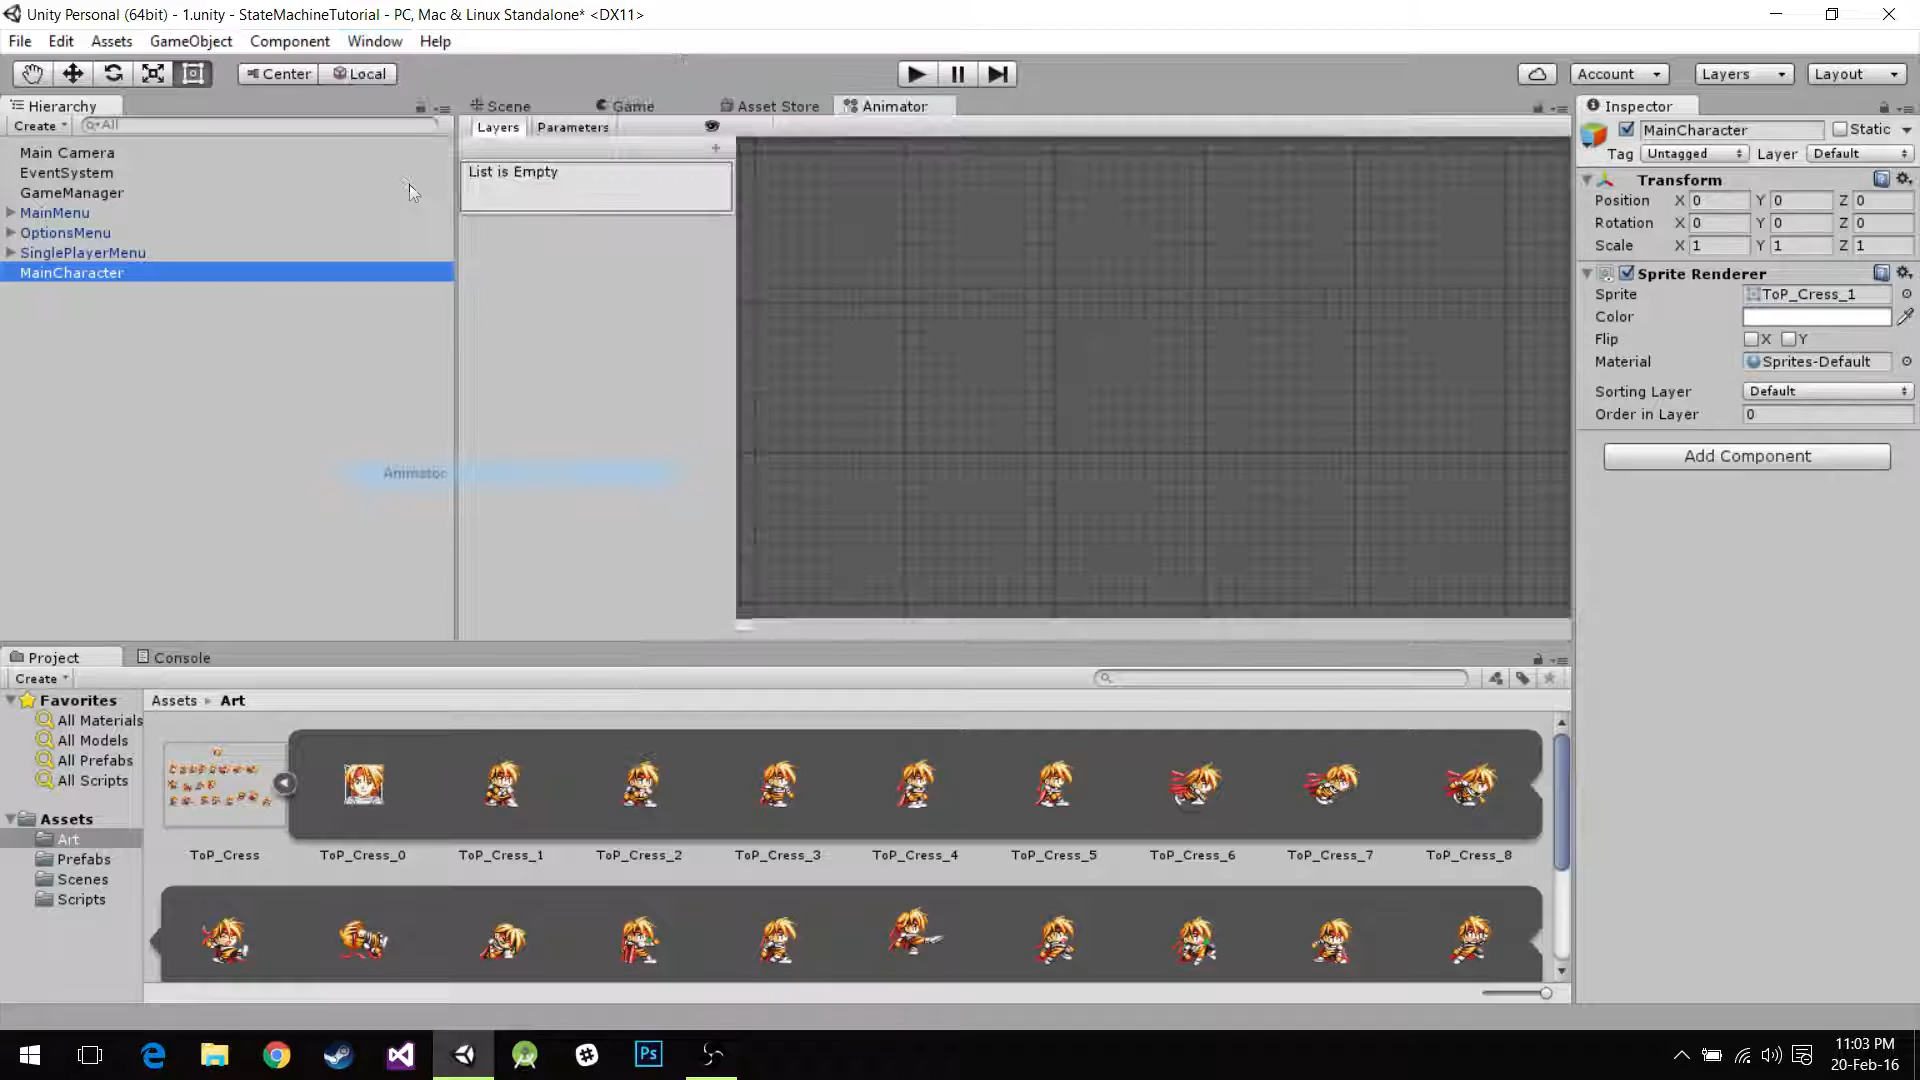 Unity Personal (64bit) - 1.unity - StateMachineTutorial - PC, Mac & Linux Standalone* <DX11>
File Edit Assets GameObject Component Window Help
Center Local Account Layers Layout
Hierarchy Scene Game Asset Store Animator Inspector
Create All Layers Parameters
List is Empty
Main Camera
EventSystem
GameManager
MainMenu
OptionsMenu
SinglePlayerMenu
MainCharacter
Animator
MainCharacter Static
Tag Untagged Layer Default
Transform
Position X 0 Y 0 Z 0
Rotation X 0 Y 0 Z 0
Scale X 1 Y 1 Z 1
Sprite Renderer
Sprite ToP_Cress_1
Color
Flip X Y
Material Sprites-Default
Sorting Layer Default
Order in Layer 0
Add Component
Project Console
Create
Favorites
All Materials
All Models
All Prefabs
All Scripts
Assets
Art
Prefabs
Scenes
Scripts
Assets Art
ToP_Cress ToP_Cress_0 ToP_Cress_1 ToP_Cress_2 ToP_Cress_3 ToP_Cress_4 ToP_Cress_5 ToP_Cress_6 ToP_Cress_7 ToP_Cress_8
Ps
11:03 PM
20-Feb-16